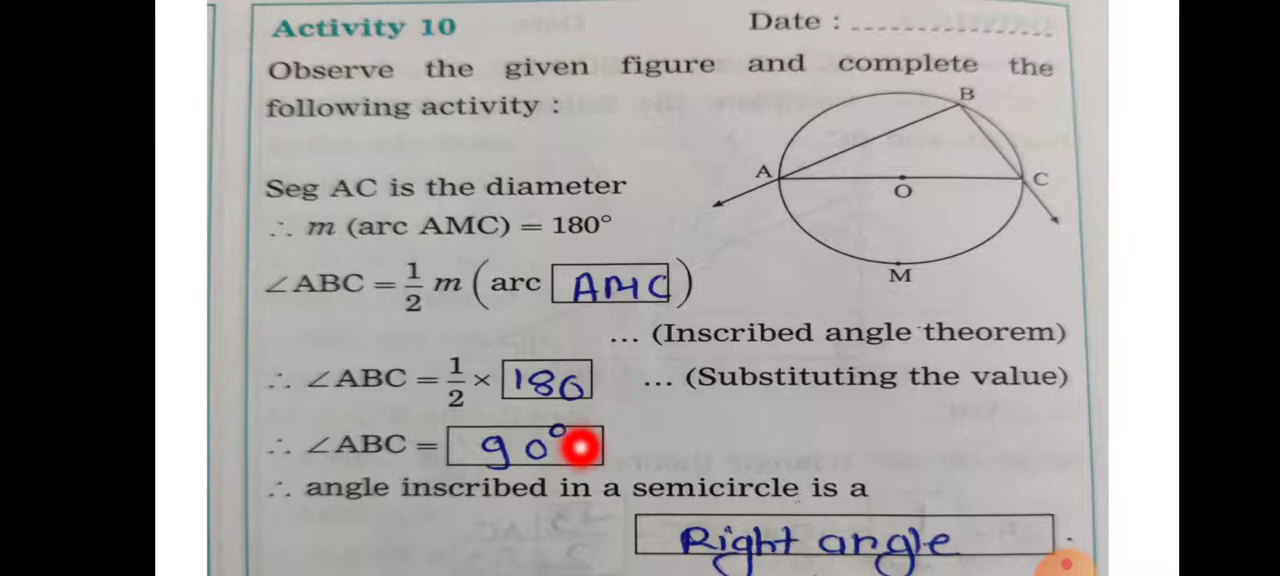 Activity 10 Date : ....................
Observe the given figure and complete the
following activity :
B
A
C
O
Seg AC is the diameter
∴ m (arc AMC) = 180°
M
∠ABC = 1/2 m (arc AMC)
... (Inscribed angle theorem)
∴ ∠ABC = 1/2 × 180 ... (Substituting the value)
∴ ∠ABC = 90°
∴ angle inscribed in a semicircle is a
Right angle.